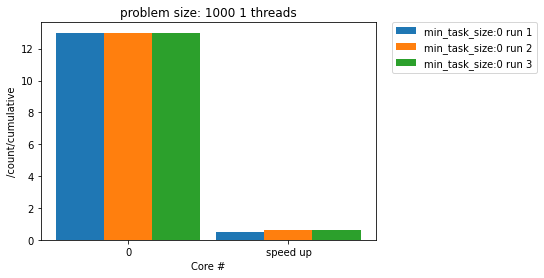 problem size: 1000 1 threads
min_task_size:0 run 1
min_task_size:0 run 2
min_task_size:0 run 3
/count/cumulative
12
10
8
6
4
2
0
0
speed up
Core #